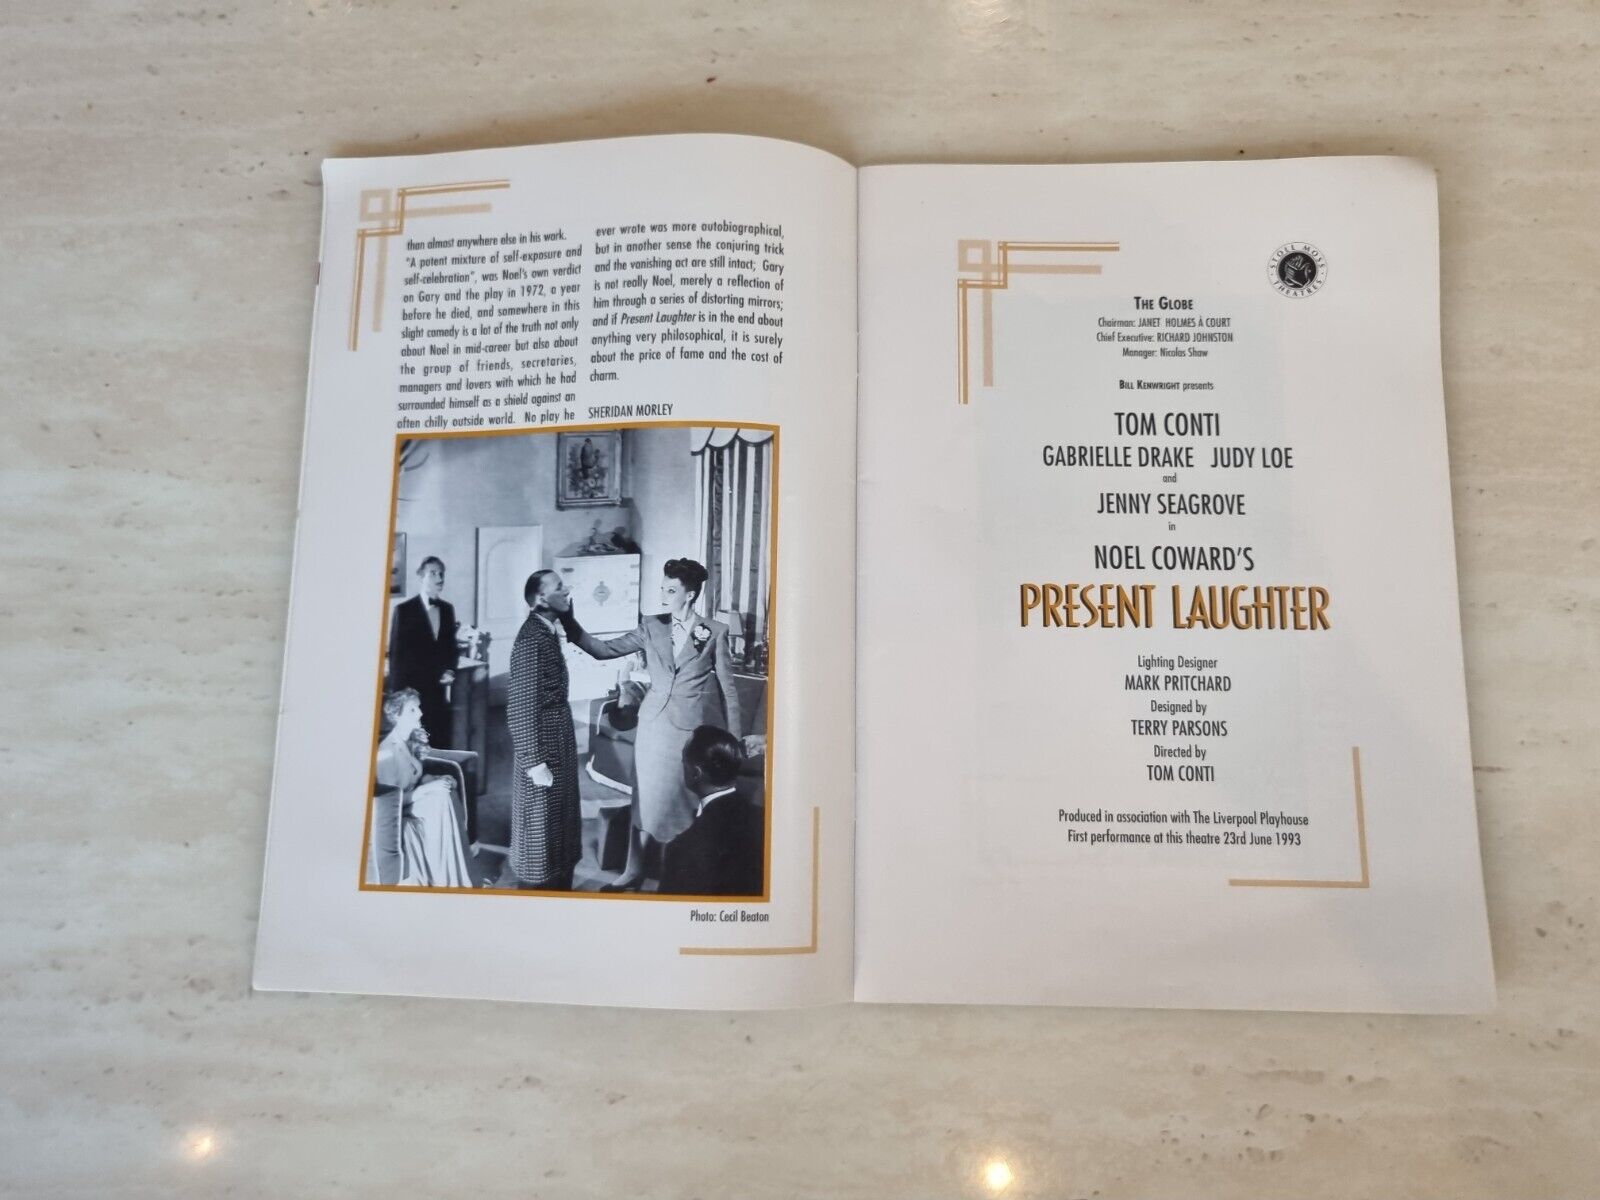 than almost anywhere else in his work.
"A potent mixture of self-exposure and
self-celebration", was Noel's own verdict
on Gary and the play in 1972, a year
before he died, and somewhere in this
slight comedy is a lot of the truth not only
about Noel in mid-career but also about
the group of friends, secretaries,
managers and lovers with which he had
surrounded himself as a shield against an
often chilly outside world. No play he
ever wrote was more autobiographical,
but in another sense the conjuring trick
and the vanishing act are still intact; Gary
is not really Noel, merely a reflection of
him through a series of distorting mirrors;
and if Present Laughter is in the end about
anything very philosophical, it is surely
about the price of fame and the cost of
charm.
SHERIDAN MORLEY
Photo: Cecil Beaton
STOLL MOSS
THEATRES
THE GLOBE
Chairman: JANET HOLMES À COURT
Chief Executive: RICHARD JOHNSTON
Manager: Nicolas Shaw
BILL KENWRIGHT presents
TOM CONTI
GABRIELLE DRAKE JUDY LOE
and
JENNY SEAGROVE
in
NOEL COWARD'S
PRESENT LAUGHTER
Lighting Designer
MARK PRITCHARD
Designed by
TERRY PARSONS
Directed by
TOM CONTI
Produced in association with The Liverpool Playhouse
First performance at this theatre 23rd June 1993